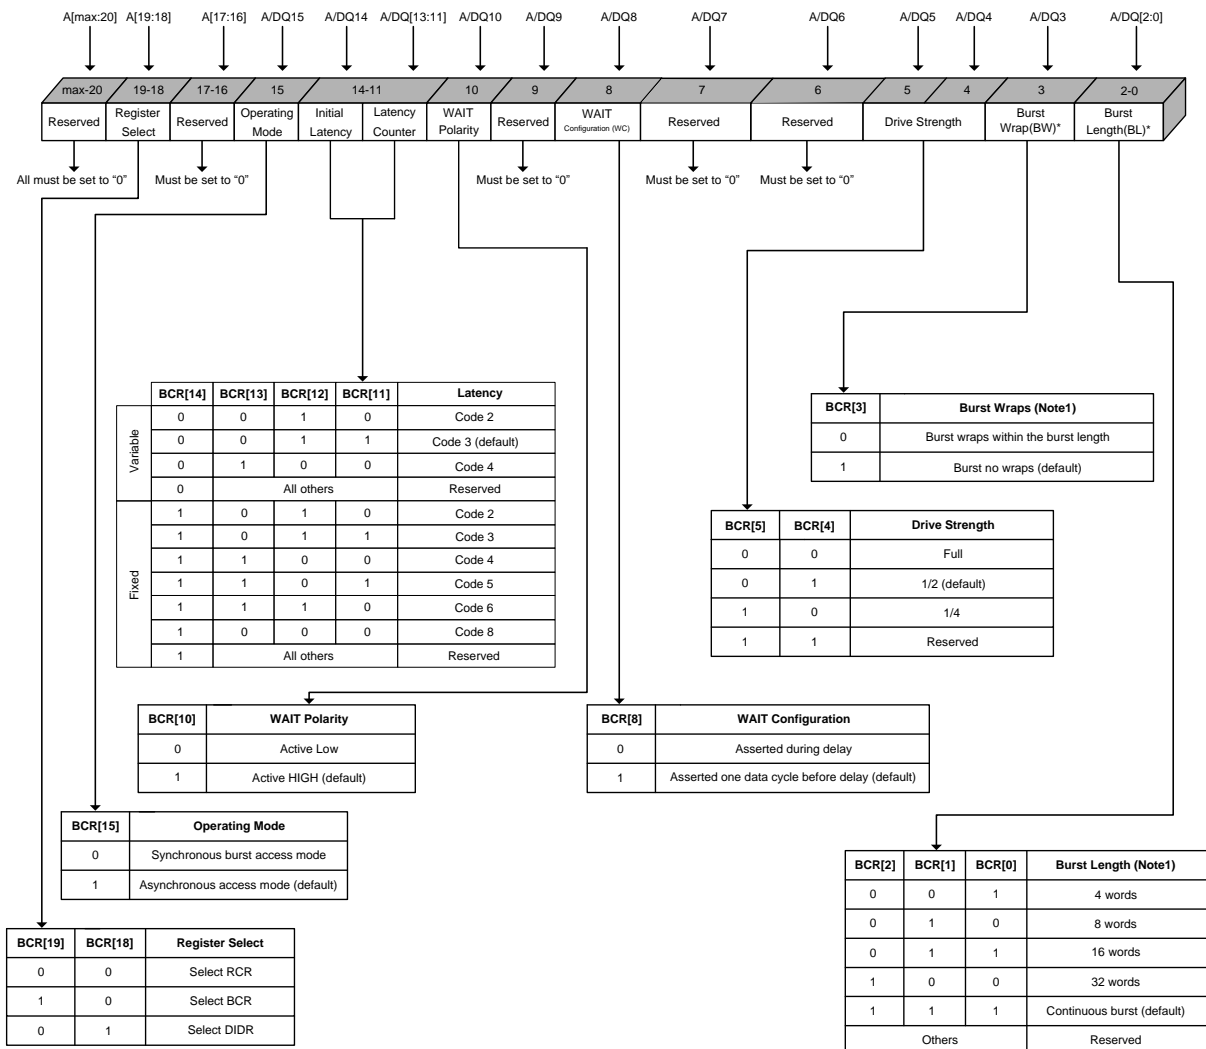 A[max:20] A[19:18] A[17:16] A/DQ15 A/DQ14 A/DQ[13:11] A/DQ10 A/DQ9 A/DQ8 A/DQ7 A/DQ6 A/DQ5 A/DQ4 A/DQ3 A/DQ[2:0]
max-20 19-18 17-16 15 14-11 10 9 8 7 6 5 4 3 2-0
Reserved
Register
Select
Reserved
Operating
Mode
Initial
Latency
Latency
Counter
WAIT
Polarity
Reserved
WAIT
Configuration (WC)
Reserved
Reserved
Drive Strength
Burst
Wrap(BW)*
Burst
Length(BL)*
All must be set to “0” Must be set to “0” Must be set to “0” Must be set to “0” Must be set to “0”
BCR[14] BCR[13] BCR[12] BCR[11] Latency
Variable
0 0 1 0 Code 2
0 0 1 1 Code 3 (default)
0 1 0 0 Code 4
0 All others Reserved
Fixed
1 0 1 0 Code 2
1 0 1 1 Code 3
1 1 0 0 Code 4
1 1 0 1 Code 5
1 1 1 0 Code 6
1 0 0 0 Code 8
1 All others Reserved
BCR[3] Burst Wraps (Note1)
0 Burst wraps within the burst length
1 Burst no wraps (default)
BCR[5] BCR[4] Drive Strength
0 0 Full
0 1 1/2 (default)
1 0 1/4
1 1 Reserved
BCR[10] WAIT Polarity
0 Active Low
1 Active HIGH (default)
BCR[8] WAIT Configuration
0 Asserted during delay
1 Asserted one data cycle before delay (default)
BCR[15] Operating Mode
0 Synchronous burst access mode
1 Asynchronous access mode (default)
BCR[2] BCR[1] BCR[0] Burst Length (Note1)
0 0 1 4 words
0 1 0 8 words
0 1 1 16 words
1 0 0 32 words
1 1 1 Continuous burst (default)
Others Reserved
BCR[19] BCR[18] Register Select
0 0 Select RCR
1 0 Select BCR
0 1 Select DIDR